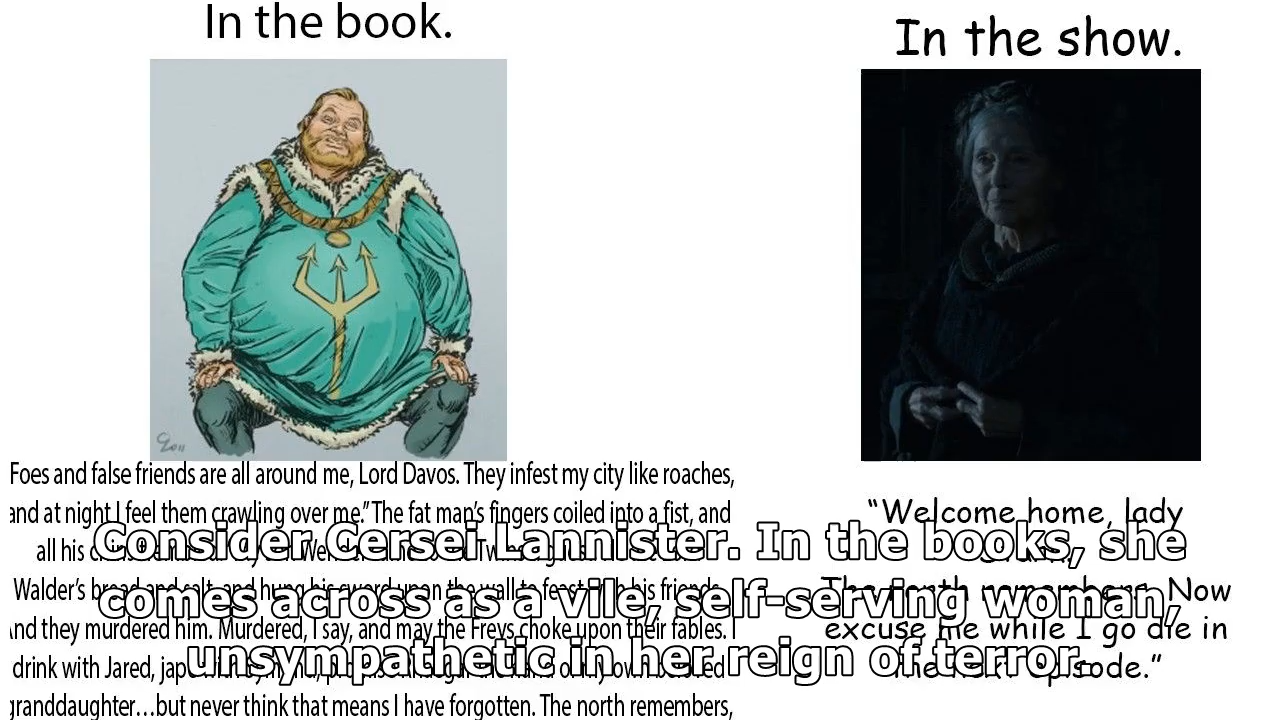 In the book.
In the show.
Foes and false friends are all around me, Lord Davos. They infest my city like roaches,
and at night I feel them crawling over me.” The fat man’s fingers coiled into a fist, and
all his
Walder’s bread and salt, and hung his sword upon the wall to feast with his friends.
And they murdered him. Murdered, I say, and may the Freys choke upon their fables. I
drink with Jared, jape
granddaughter…but never think that means I have forgotten. The north remembers,
“Welcome home, lady
The north remembers. Now
excuse me while I go die in
episode.”
Consider Cersei Lannister. In the books, she
comes across as a vile, self-serving woman,
unsympathetic in her reign of terror.